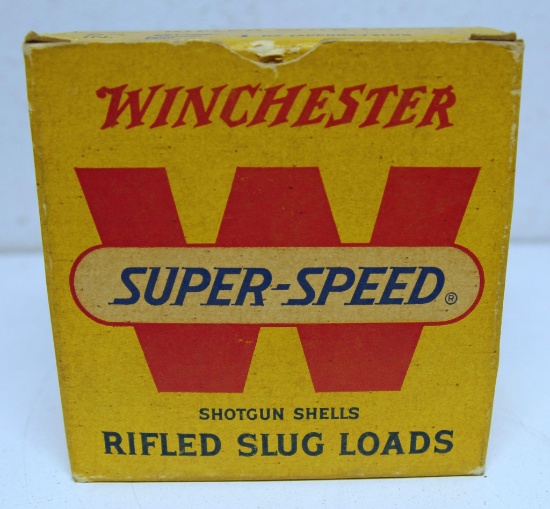 WINCHESTER
W
SUPER-SPEED®
SHOTGUN SHELLS
RIFLED SLUG LOADS